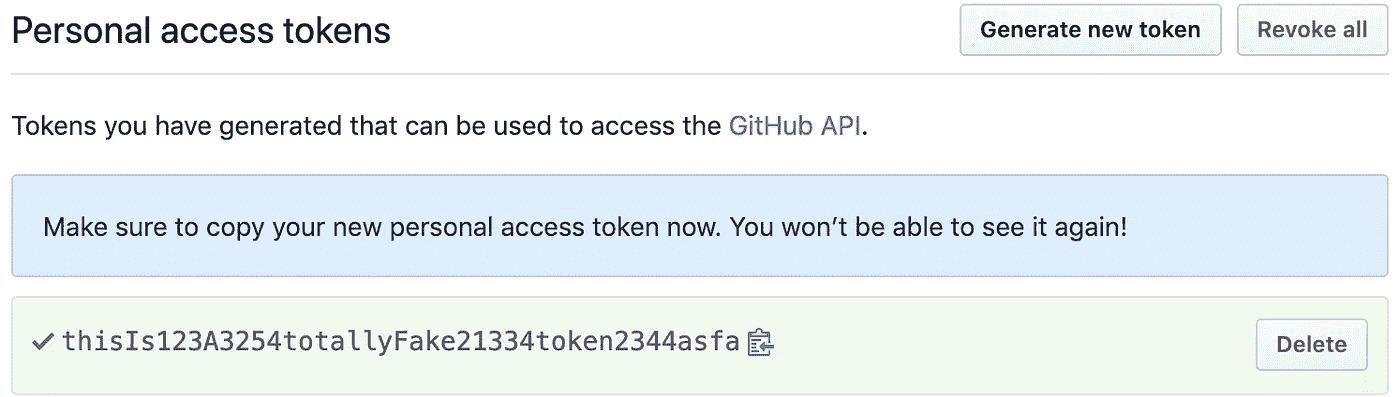 Personal access tokens
Generate new token
Revoke all
Tokens you have generated that can be used to access the GitHub API.
Make sure to copy your new personal access token now. You won’t be able to see it again!
thisIs123A3254totallyFake21334token2344asfa
Delete